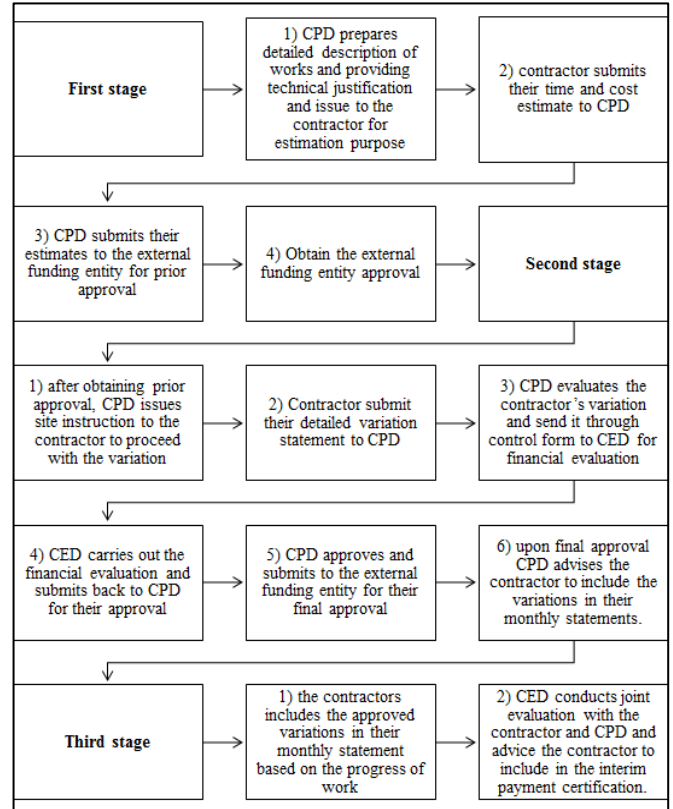 First stage
1) CPD prepares
detailed description of
works and providing
technical justification
and issue to the
contractor for
estimation purpose
2) contractor submits
their time and cost
estimate to CPD
3) CPD submits their
estimates to the external
funding entity for prior
approval
4) Obtain the external
funding entity approval
Second stage
1) after obtaining prior
approval, CPD issues
site instruction to the
contractor to proceed
with the variation
2) Contractor submit
their detailed variation
statement to CPD
3) CPD evaluates the
contractor’s variation
and send it through
control form to CED for
financial evaluation
4) CED carries out the
financial evaluation and
submits back to CPD
for their approval
5) CPD approves and
submits to the external
funding entity for their
final approval
6) upon final approval
CPD advises the
contractor to include the
variations in their
monthly statements.
Third stage
1) the contractors
includes the approved
variations in their
monthly statement
based on the progress of
work
2) CED conducts joint
evaluation with the
contractor and CPD and
advice the contractor to
include in the interim
payment certification.